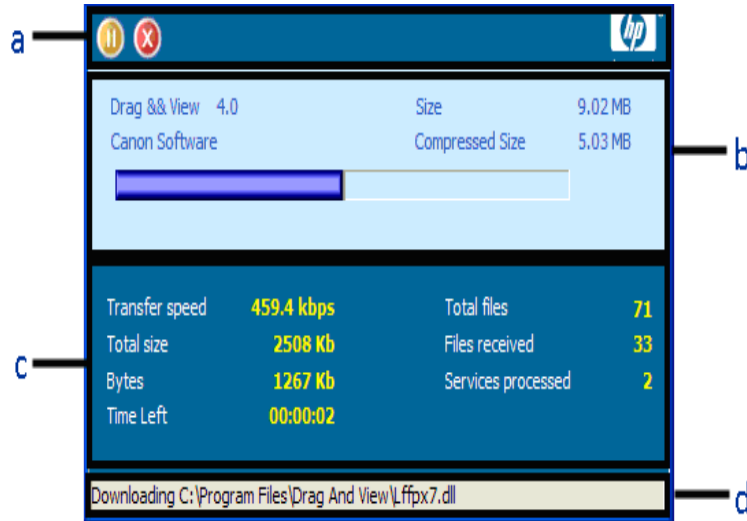 a
hp
Drag && View 4.0 Size 9.02 MB
Canon Software Compressed Size 5.03 MB
b
Transfer speed 459.4 kbps Total files 71
Total size 2508 Kb Files received 33
c
Bytes 1267 Kb Services processed 2
Time Left 00:00:02
Downloading C:\Program Files\Drag And View\Lffpx7.dll
d